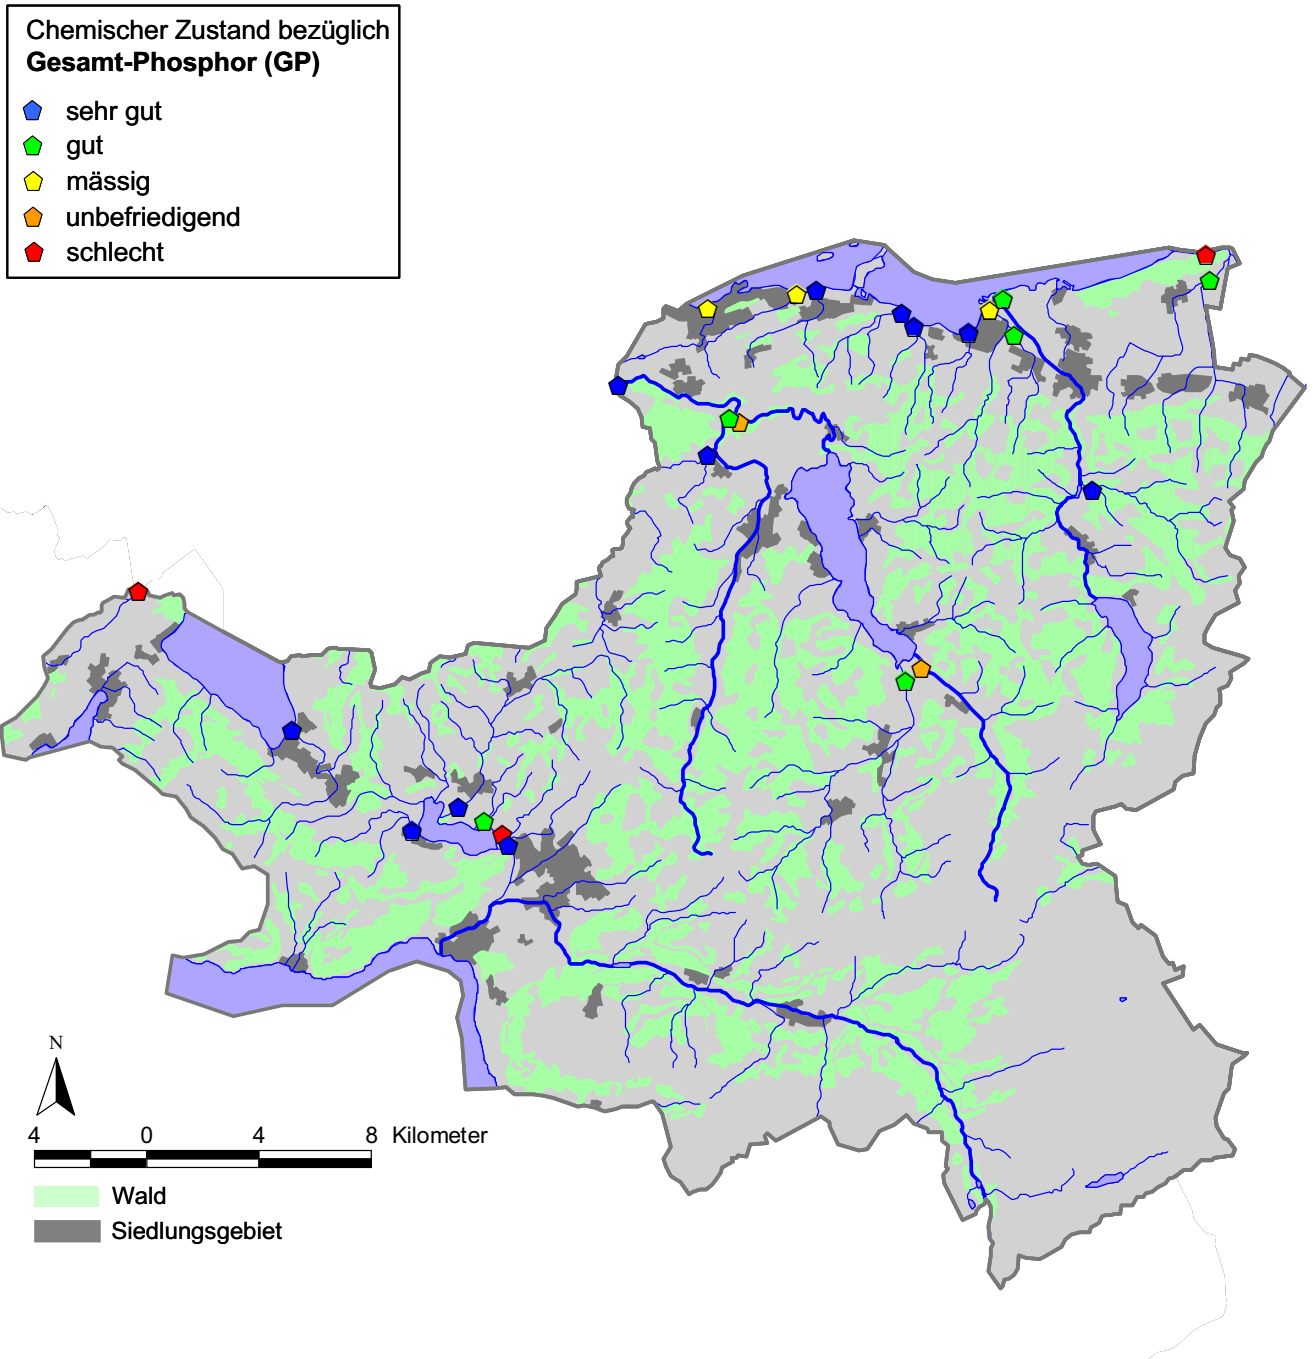 Chemischer Zustand bezüglich
Gesamt-Phosphor (GP)
sehr gut
gut
mässig
unbefriedigend
schlecht
N
4 0 4 8 Kilometer
Wald
Siedlungsgebiet